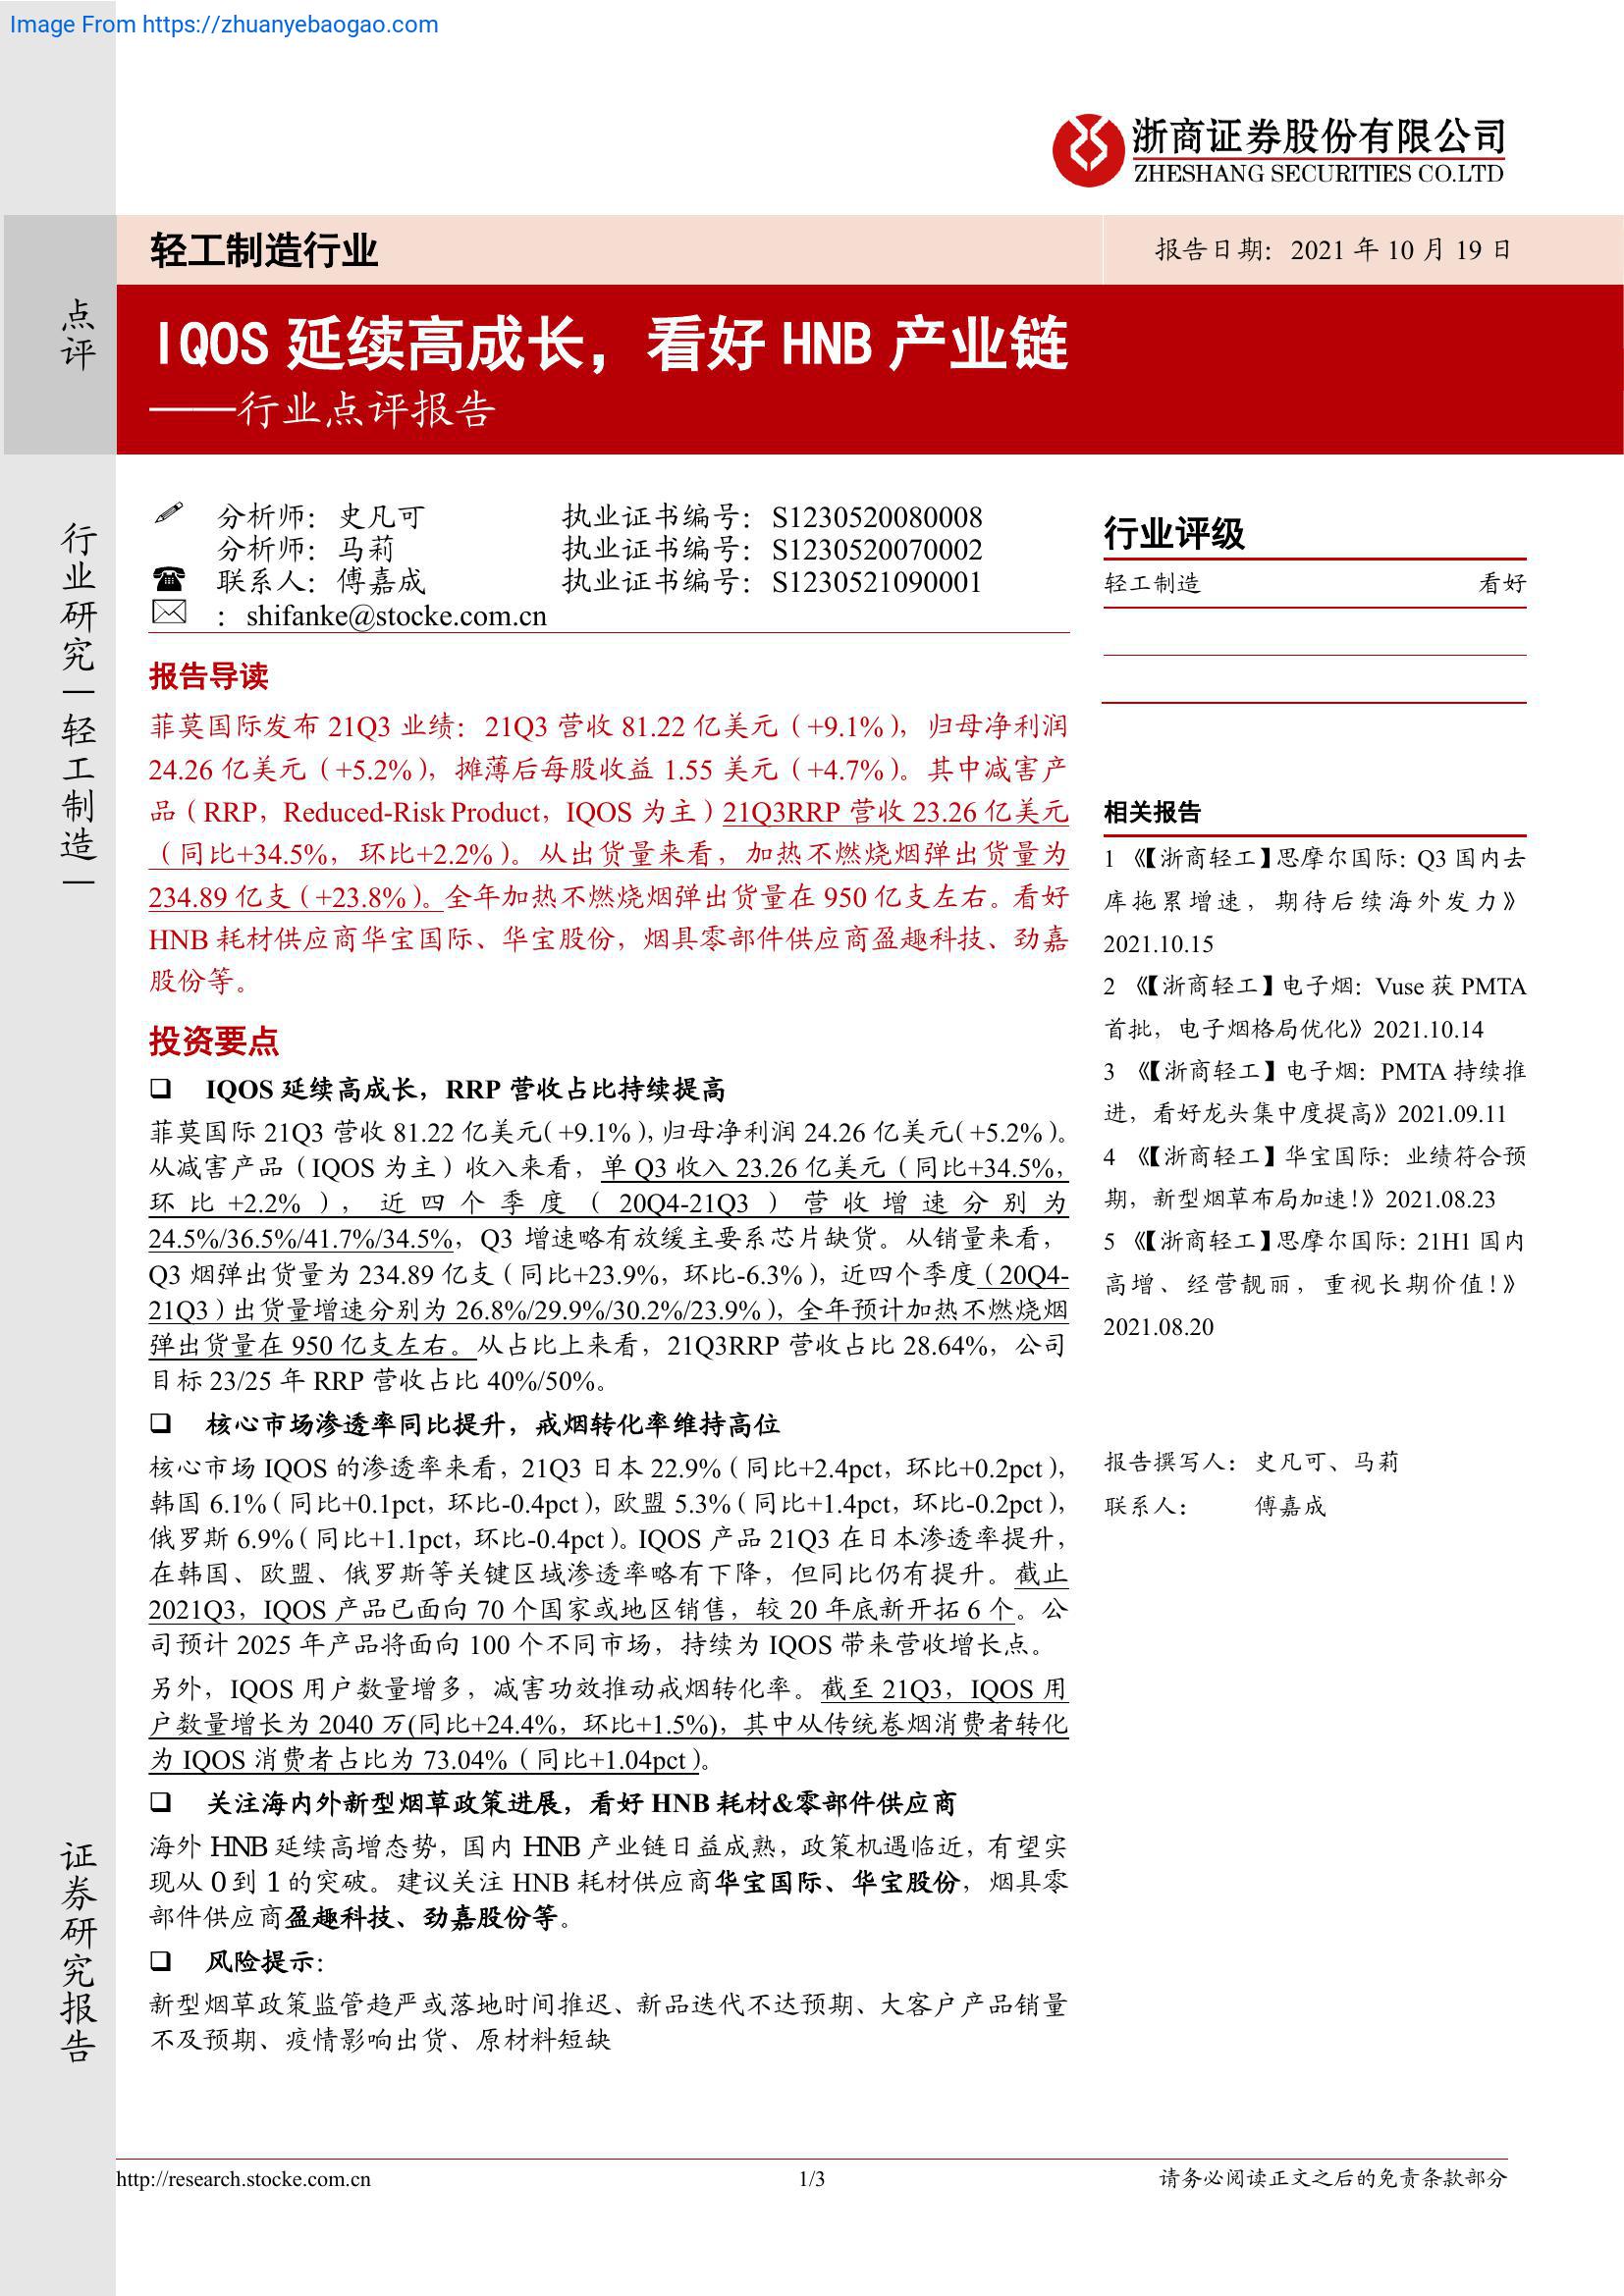 Image From https://zhuanyebaogao.com
浙商证券股份有限公司
ZHESHANG SECURITIES CO.LTD
轻工制造行业
报告日期：2021 年 10 月 19 日
点评
IQOS 延续高成长，看好 HNB 产业链
——行业点评报告
行业研究｜轻工制造｜
分析师：史凡可 执业证书编号：S1230520080008
分析师：马莉 执业证书编号：S1230520070002
联系人：傅嘉成 执业证书编号：S1230521090001
：shifanke@stocke.com.cn
报告导读
菲莫国际发布 21Q3 业绩：21Q3 营收 81.22 亿美元（+9.1%），归母净利润
24.26 亿美元（+5.2%），摊薄后每股收益 1.55 美元（+4.7%）。其中减害产
品（RRP，Reduced-Risk Product，IQOS 为主）21Q3RRP 营收 23.26 亿美元
（同比+34.5%，环比+2.2%）。从出货量来看，加热不燃烧烟弹出货量为
234.89 亿支（+23.8%）。全年加热不燃烧烟弹出货量在 950 亿支左右。看好
HNB 耗材供应商华宝国际、华宝股份，烟具零部件供应商盈趣科技、劲嘉
股份等。
投资要点
❑ IQOS 延续高成长，RRP 营收占比持续提高
菲莫国际 21Q3 营收 81.22 亿美元（+9.1%），归母净利润 24.26 亿美元（+5.2%）。
从减害产品（IQOS 为主）收入来看，单 Q3 收入 23.26 亿美元（同比+34.5%，
环比+2.2%），近四个季度（20Q4-21Q3）营收增速分别为
24.5%/36.5%/41.7%/34.5%，Q3 增速略有放缓主要系芯片缺货。从销量来看，
Q3 烟弹出货量为 234.89 亿支（同比+23.9%，环比-6.3%），近四个季度（20Q4-
21Q3）出货量增速分别为 26.8%/29.9%/30.2%/23.9%），全年预计加热不燃烧烟
弹出货量在 950 亿支左右。从占比上来看，21Q3RRP 营收占比 28.64%，公司
目标 23/25 年 RRP 营收占比 40%/50%。
❑ 核心市场渗透率同比提升，戒烟转化率维持高位
核心市场 IQOS 的渗透率来看，21Q3 日本 22.9%（同比+2.4pct，环比+0.2pct），
韩国 6.1%（同比+0.1pct，环比-0.4pct），欧盟 5.3%（同比+1.4pct，环比-0.2pct），
俄罗斯 6.9%（同比+1.1pct，环比-0.4pct）。IQOS 产品 21Q3 在日本渗透率提升，
在韩国、欧盟、俄罗斯等关键区域渗透率略有下降，但同比仍有提升。截止
2021Q3，IQOS 产品已面向 70 个国家或地区销售，较 20 年底新开拓 6 个。公
司预计 2025 年产品将面向 100 个不同市场，持续为 IQOS 带来营收增长点。
另外，IQOS 用户数量增多，减害功效推动戒烟转化率。截至 21Q3，IQOS 用
户数量增长为 2040 万(同比+24.4%，环比+1.5%)，其中从传统卷烟消费者转化
为 IQOS 消费者占比为 73.04%（同比+1.04pct）。
❑ 关注海内外新型烟草政策进展，看好 HNB 耗材&零部件供应商
海外 HNB 延续高增态势，国内 HNB 产业链日益成熟，政策机遇临近，有望实
现从 0 到 1 的突破。建议关注 HNB 耗材供应商华宝国际、华宝股份，烟具零
部件供应商盈趣科技、劲嘉股份等。
❑ 风险提示：
新型烟草政策监管趋严或落地时间推迟、新品迭代不达预期、大客户产品销量
不及预期、疫情影响出货、原材料短缺
行业评级
轻工制造 看好
相关报告
1 《【浙商轻工】思摩尔国际：Q3 国内去
库拖累增速，期待后续海外发力》
2021.10.15
2 《【浙商轻工】电子烟：Vuse 获 PMTA
首批，电子烟格局优化》2021.10.14
3 《【浙商轻工】电子烟：PMTA 持续推
进，看好龙头集中度提高》2021.09.11
4 《【浙商轻工】华宝国际：业绩符合预
期，新型烟草布局加速！》2021.08.23
5 《【浙商轻工】思摩尔国际：21H1 国内
高增、经营靓丽，重视长期价值！》
2021.08.20
报告撰写人：史凡可、马莉
联系人： 傅嘉成
证券研究报告
http://research.stocke.com.cn 1/3 请务必阅读正文之后的免责条款部分